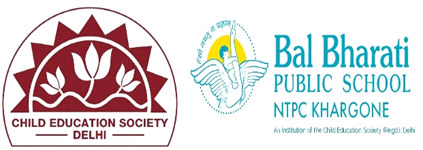 CHILD EDUCATION SOCIETY
DELHI
Bal Bharati
PUBLIC SCHOOL
NTPC KHARGONE
An Institution of the Child Education Society (Regd.) Delhi